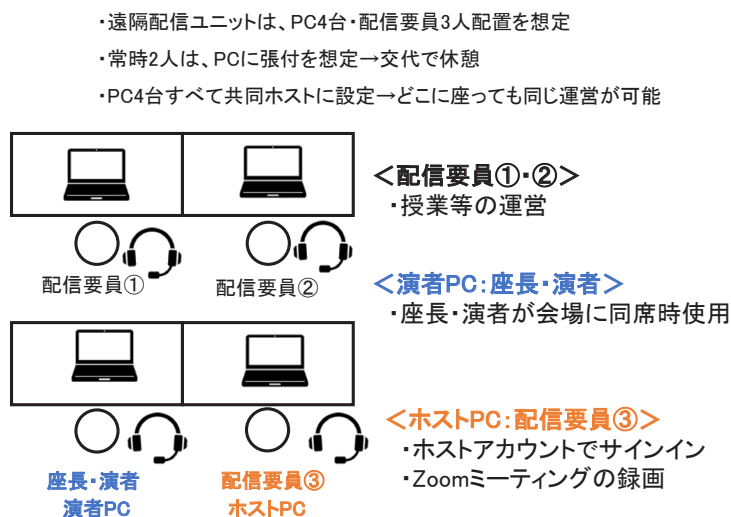 ・遠隔配信ユニットは、PC4台・配信要員3人配置を想定
・常時2人は、PCに張付を想定→交代で休憩
・PC4台すべて共同ホストに設定→どこに座っても同じ運営が可能
＜配信要員①・②＞
・授業等の運営
配信要員①
配信要員②
＜演者PC：座長・演者＞
・座長・演者が会場に同席時使用
＜ホストPC：配信要員③＞
・ホストアカウントでサインイン
・Zoomミーティングの録画
座長・演者
演者PC
配信要員③
ホストPC